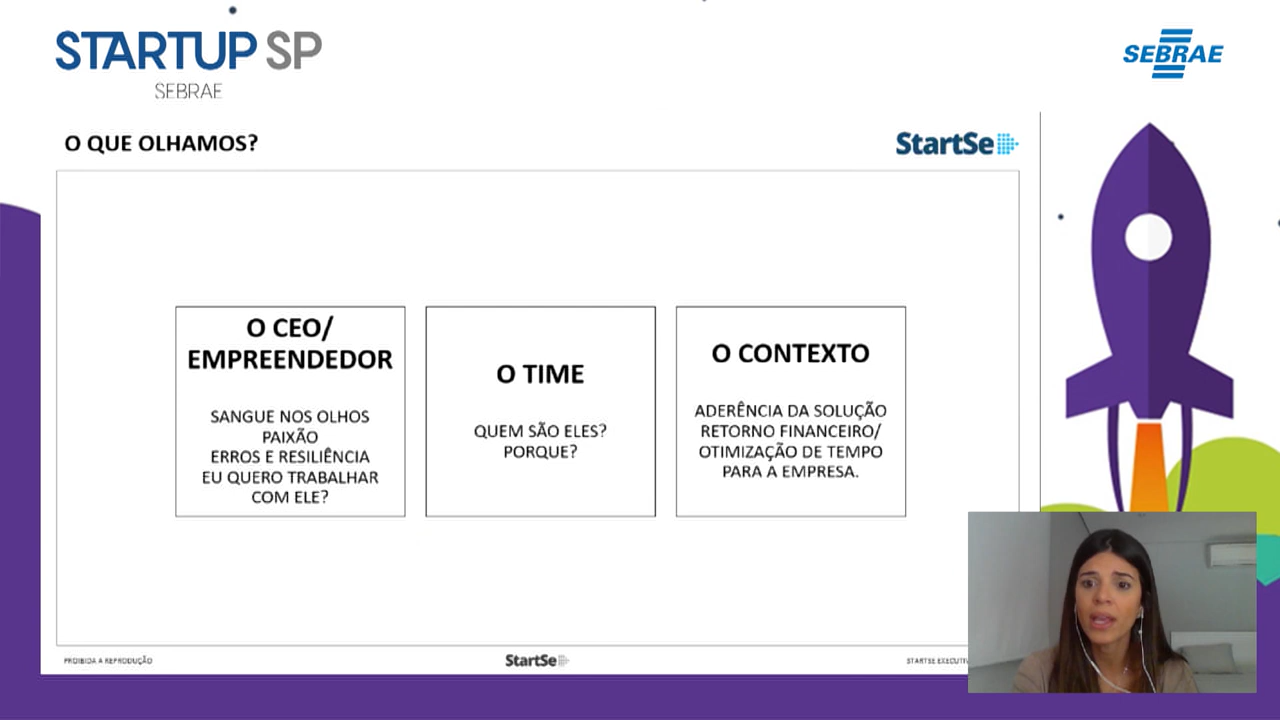 STARTUP SP
SEBRAE
SEBRAE
O QUE OLHAMOS?
StartSe
O CEO/
EMPREENDEDOR
SANGUE NOS OLHOS
PAIXÃO
ERROS E RESILIÊNCIA
EU QUERO TRABALHAR
COM ELE?
O TIME
QUEM SÃO ELES?
PORQUE?
O CONTEXTO
ADERÊNCIA DA SOLUÇÃO
RETORNO FINANCEIRO/
OTIMIZAÇÃO DE TEMPO
PARA A EMPRESA.
PROIBIDA A REPRODUÇÃO
StartSe
STARTSE